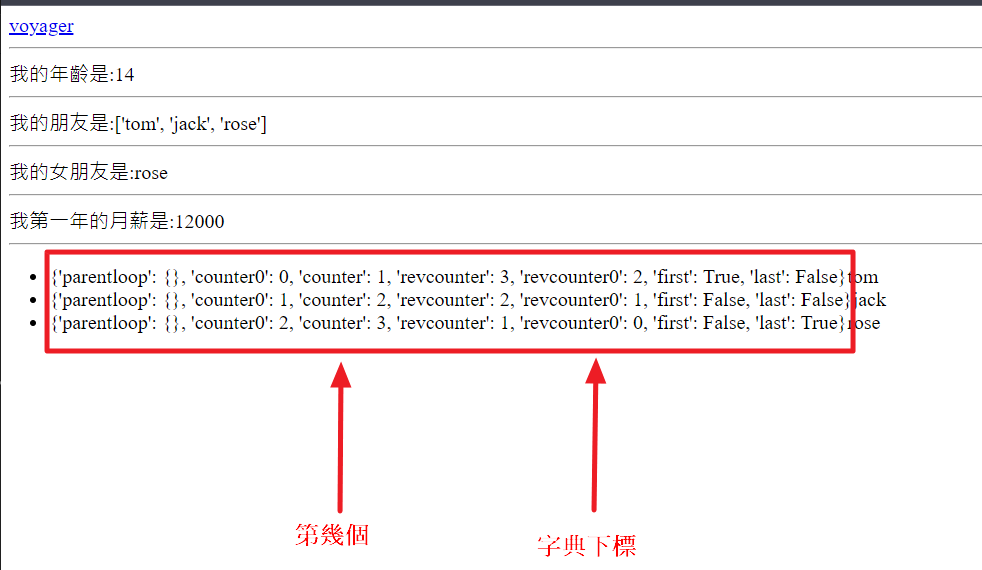 voyager
我的年齡是:14
我的朋友是:['tom', 'jack', 'rose']
我的女朋友是:rose
我第一年的月薪是:12000
{'parentloop': {}, 'counter0': 0, 'counter': 1, 'revcounter': 3, 'revcounter0': 2, 'first': True, 'last': False}tom
{'parentloop': {}, 'counter0': 1, 'counter': 2, 'revcounter': 2, 'revcounter0': 1, 'first': False, 'last': False}jack
{'parentloop': {}, 'counter0': 2, 'counter': 3, 'revcounter': 1, 'revcounter0': 0, 'first': False, 'last': True}rose
第幾個
字典下標